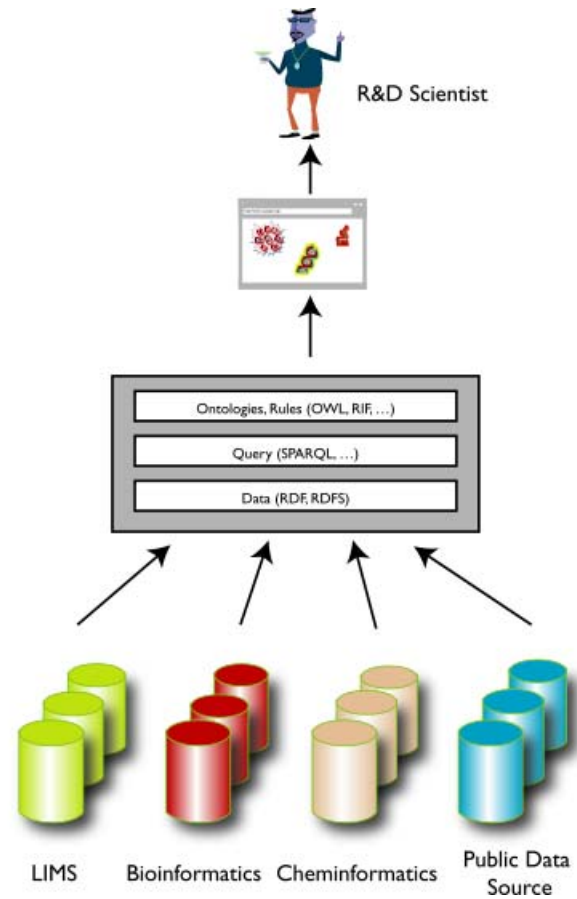 R&D Scientist
Ontologies, Rules (OWL, RIF, ...)
Query (SPARQL, ...)
Data (RDF, RDFS)
LIMS
Bioinformatics
Cheminformatics
Public Data
Source